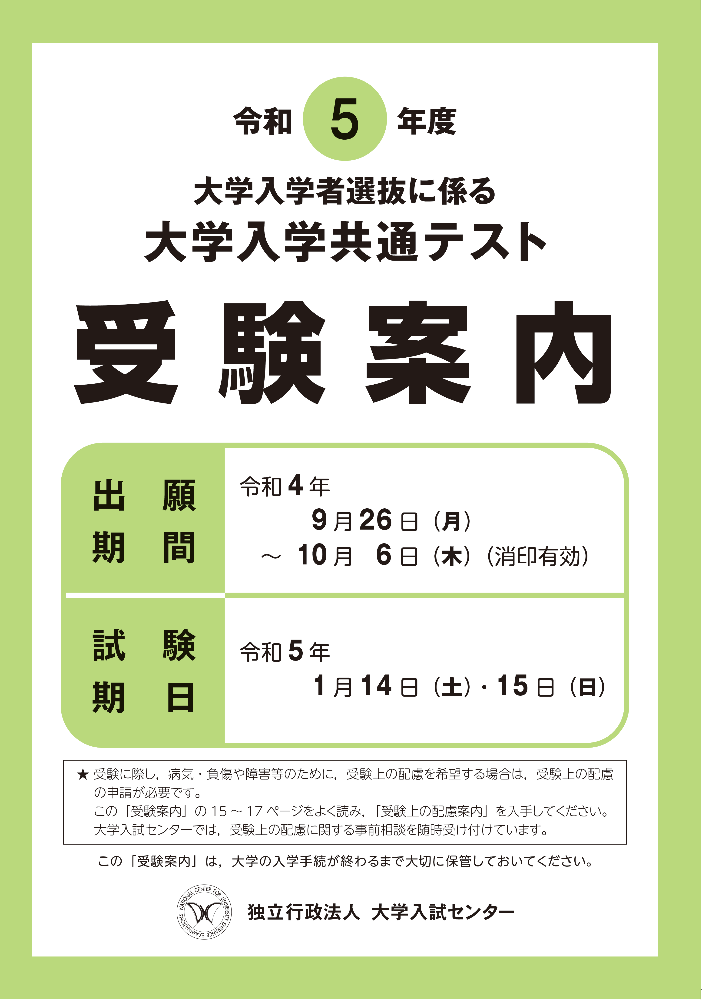 令和 5 年度
大学入学者選抜に係る
大学入学共通テスト
受験案内
出願
期間
令和4年
9月26日（月）
～ 10月 6日（木）（消印有効）
試験
期日
令和5年
1月14日（土）・15日（日）
★ 受験に際し，病気・負傷や障害等のために，受験上の配慮を希望する場合は，受験上の配慮
の申請が必要です。
この「受験案内」の 15 ～ 17 ページをよく読み，「受験上の配慮案内」を入手してください。
大学入試センターでは，受験上の配慮に関する事前相談を随時受け付けています。
この「受験案内」は，大学の入学手続が終わるまで大切に保管しておいてください。
NATIONAL CENTER FOR UNIVERSITY ENTRANCE EXAMINATIONS
独立行政法人 大学入試センター